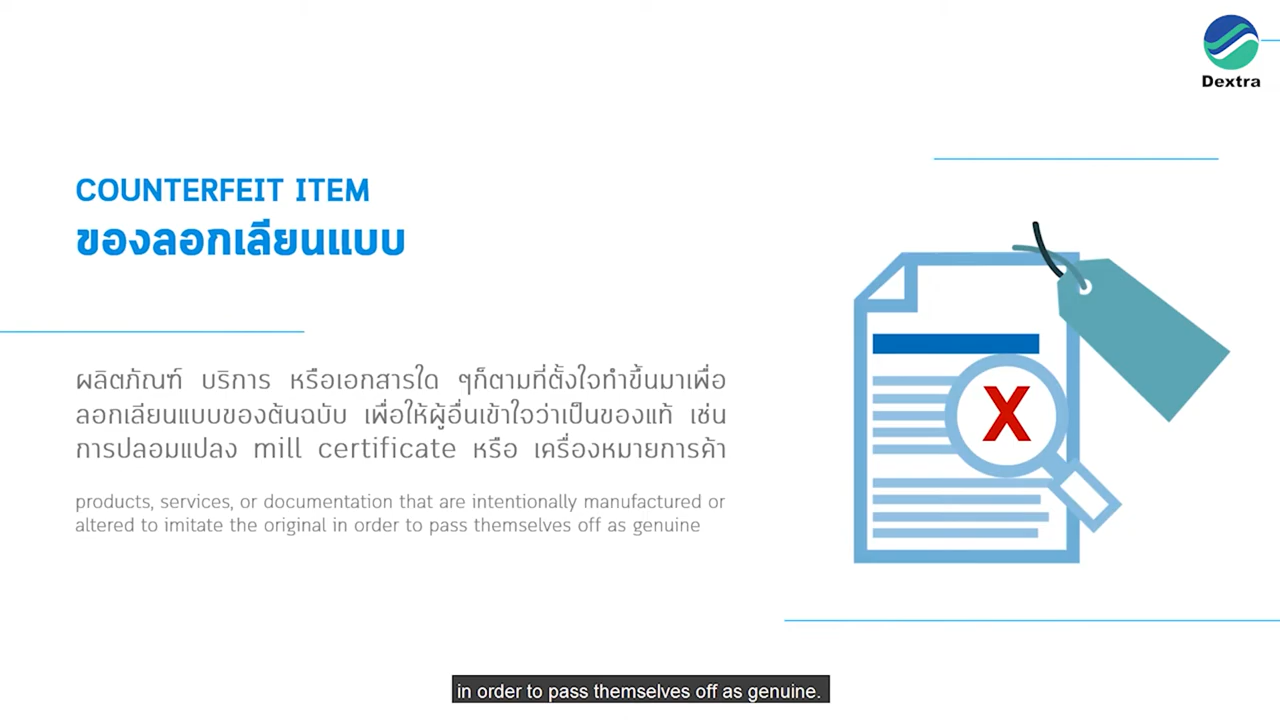 Dextra
COUNTERFEIT ITEM
ของลอกเลียนแบบ
ผลิตภัณฑ์ บริการ หรือเอกสารใด ๆก็ตามที่ตั้งใจทำขึ้นมาเพื่อ
ลอกเลียนแบบของต้นฉบับ เพื่อให้ผู้อื่นเข้าใจว่าเป็นของแท้ เช่น
การปลอมแปลง mill certificate หรือ เครื่องหมายการค้า
products, services, or documentation that are intentionally manufactured or
altered to imitate the original in order to pass themselves off as genuine
X
in order to pass themselves off as genuine.